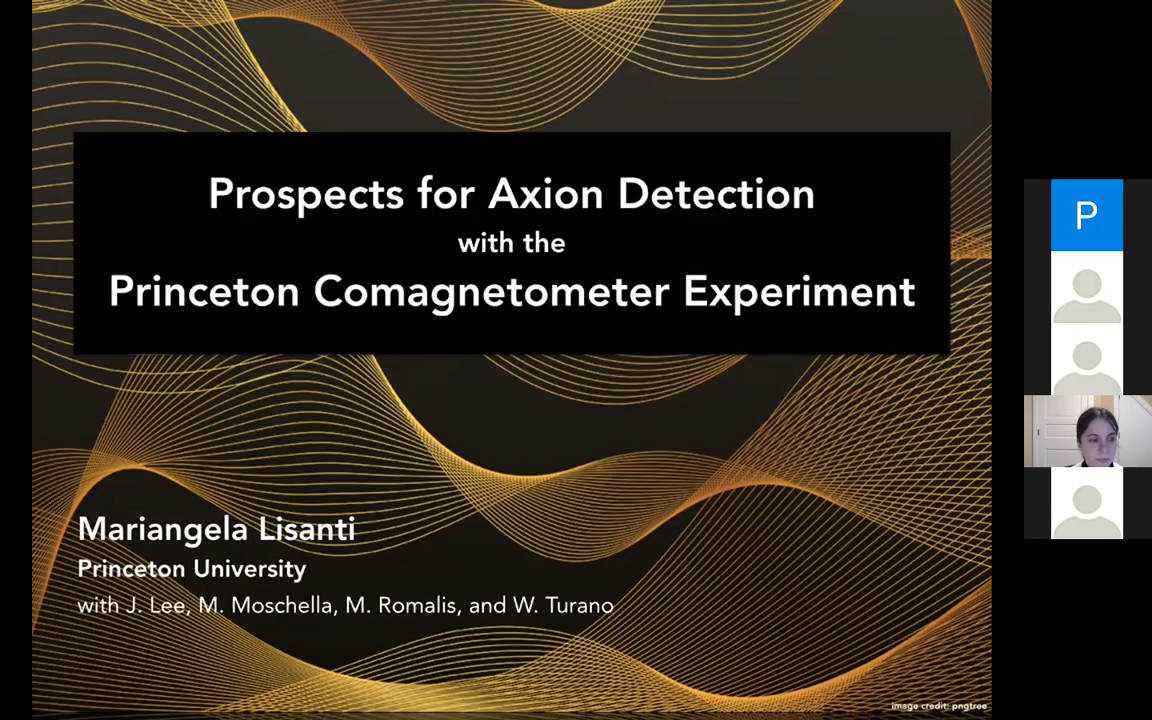 Prospects for Axion Detection
with the
Princeton Comagnetometer Experiment
P
Mariangela Lisanti
Princeton University
with J. Lee, M. Moschella, M. Romalis, and W. Turano
image credit: pngtree